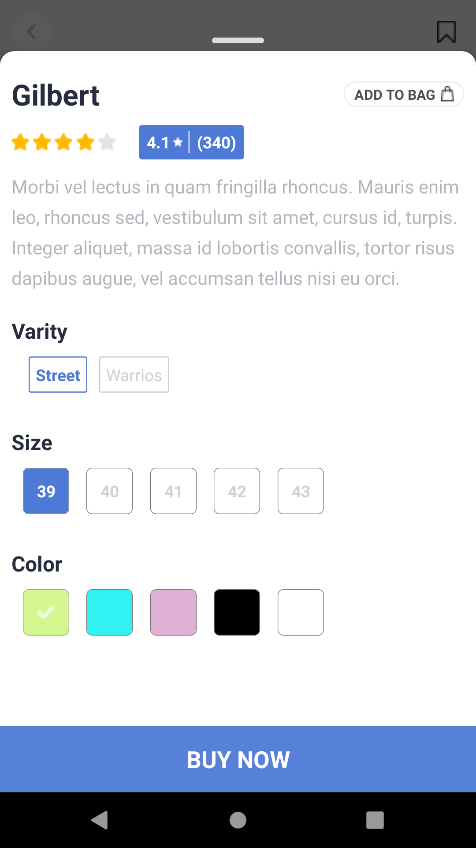 Gilbert
ADD TO BAG
4.1 (340)
Morbi vel lectus in quam fringilla rhoncus. Mauris enim
leo, rhoncus sed, vestibulum sit amet, cursus id, turpis.
Integer aliquet, massa id lobortis convallis, tortor risus
dapibus augue, vel accumsan tellus nisi eu orci.
Varity
Street Warrios
Size
39 40 41 42 43
Color
BUY NOW